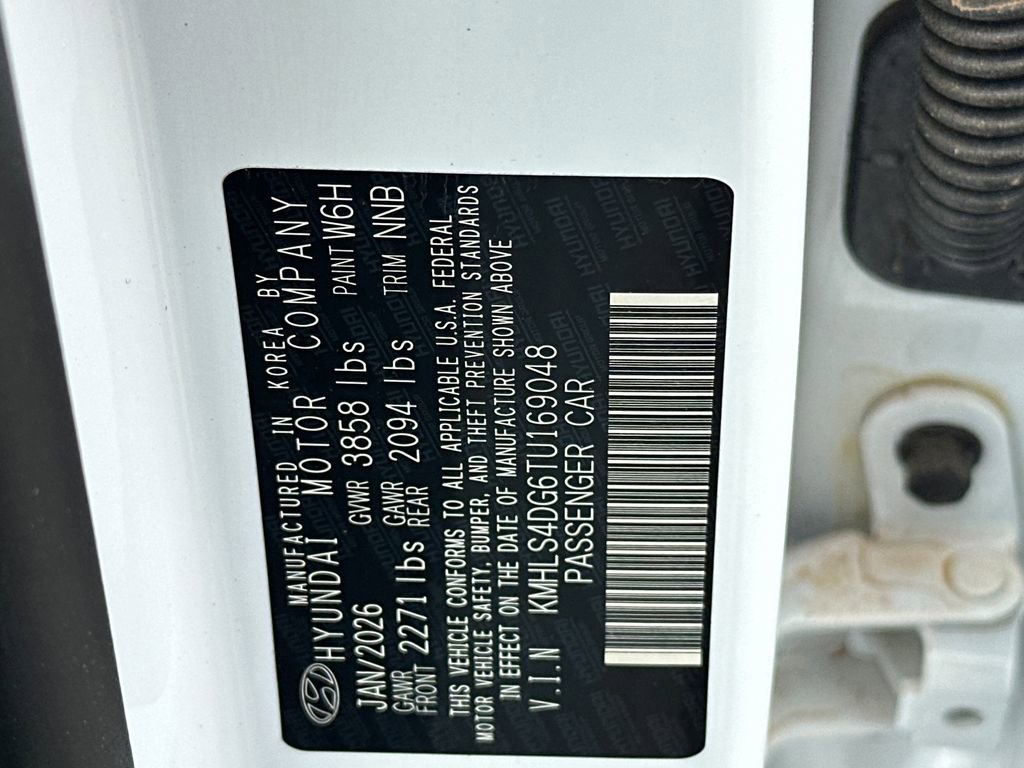 MANUFACTURED IN KOREA BY
HYUNDAI MOTOR COMPANY
JAN/2026 GVWR 3858 lbs PAINT W6H
GAWR FRONT 2271 lbs GAWR REAR 2094 lbs TRIM NNB
THIS VEHICLE CONFORMS TO ALL APPLICABLE U.S.A. FEDERAL
MOTOR VEHICLE SAFETY, BUMPER, AND THEFT PREVENTION STANDARDS
IN EFFECT ON THE DATE OF MANUFACTURE SHOWN ABOVE
V.I.N KMHLS4DG6TU169048
PASSENGER CAR